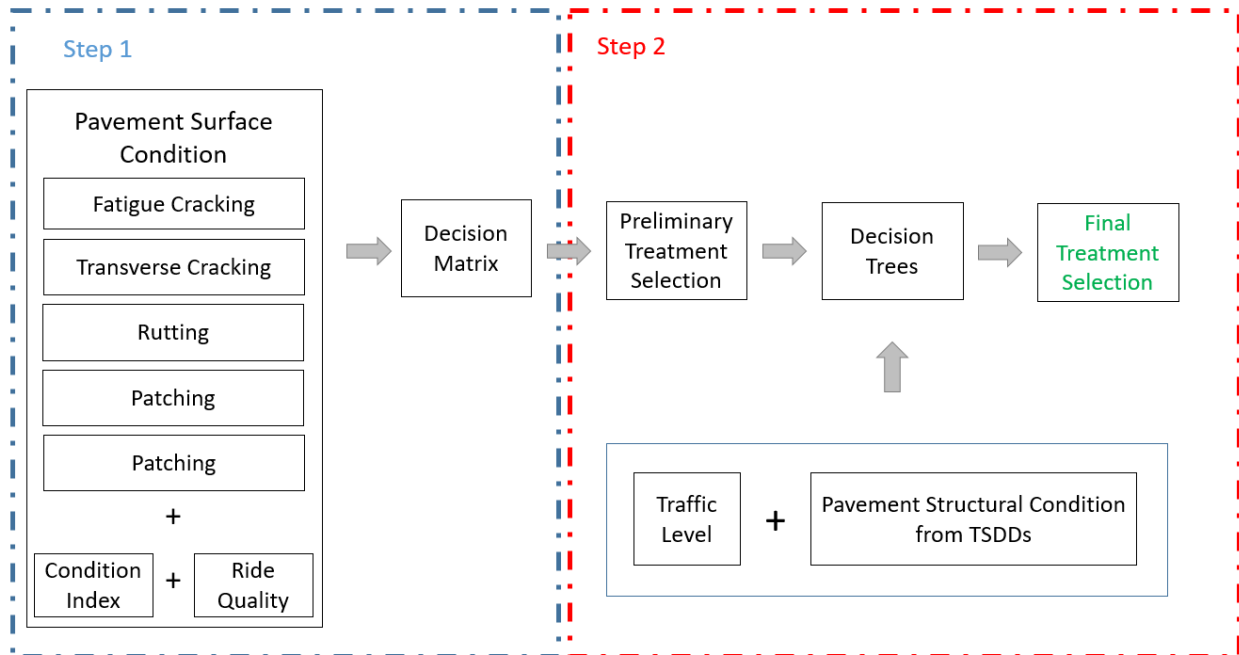 Step 1
Pavement Surface
Condition
Fatigue Cracking
Transverse Cracking
Rutting
Patching
Patching
+
Condition
Index
+
Ride
Quality
Decision
Matrix
Step 2
Preliminary
Treatment
Selection
Decision
Trees
Final
Treatment
Selection
Traffic
Level
+
Pavement Structural Condition
from TSDDs